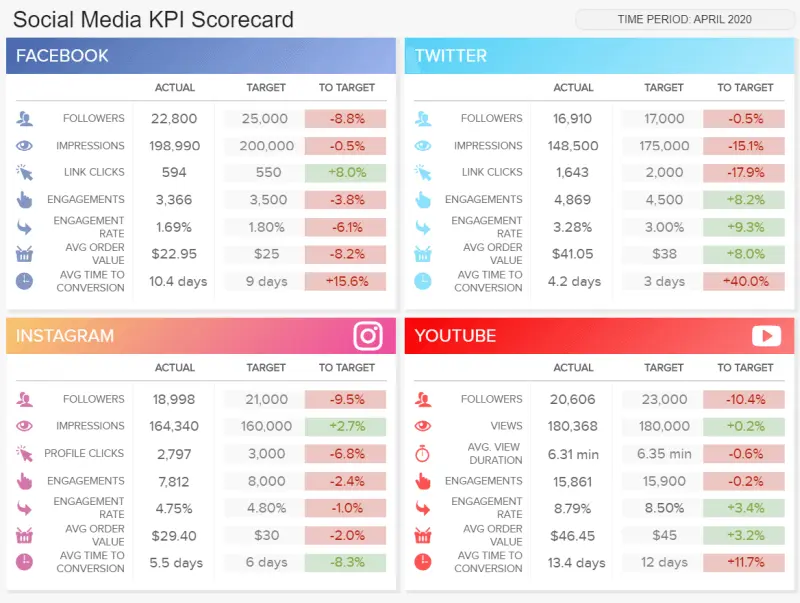 Social Media KPI Scorecard
TIME PERIOD: APRIL 2020
FACEBOOK
ACTUAL TARGET TO TARGET
FOLLOWERS 22,800 25,000 -8.8%
IMPRESSIONS 198,990 200,000 -0.5%
LINK CLICKS 594 550 +8.0%
ENGAGEMENTS 3,366 3,500 -3.8%
ENGAGEMENT
RATE 1.69% 1.80% -6.1%
AVG ORDER
VALUE $22.95 $25 -8.2%
AVG TIME TO
CONVERSION 10.4 days 9 days +15.6%
TWITTER
ACTUAL TARGET TO TARGET
FOLLOWERS 16,910 17,000 -0.5%
IMPRESSIONS 148,500 175,000 -15.1%
LINK CLICKS 1,643 2,000 -17.9%
ENGAGEMENTS 4,869 4,500 +8.2%
ENGAGEMENT
RATE 3.28% 3.00% +9.3%
AVG ORDER
VALUE $41.05 $38 +8.0%
AVG TIME TO
CONVERSION 4.2 days 3 days +40.0%
INSTAGRAM
ACTUAL TARGET TO TARGET
FOLLOWERS 18,998 21,000 -9.5%
IMPRESSIONS 164,340 160,000 +2.7%
PROFILE CLICKS 2,797 3,000 -6.8%
ENGAGEMENTS 7,812 8,000 -2.4%
ENGAGEMENT
RATE 4.75% 4.80% -1.0%
AVG ORDER
VALUE $29.40 $30 -2.0%
AVG TIME TO
CONVERSION 5.5 days 6 days -8.3%
YOUTUBE
ACTUAL TARGET TO TARGET
FOLLOWERS 20,606 23,000 -10.4%
VIEWS 180,368 180,000 +0.2%
AVG. VIEW
DURATION 6.31 min 6.35 min -0.6%
ENGAGEMENTS 15,861 15,900 -0.2%
ENGAGEMENT
RATE 8.79% 8.50% +3.4%
AVG ORDER
VALUE $46.45 $45 +3.2%
AVG TIME TO
CONVERSION 13.4 days 12 days +11.7%